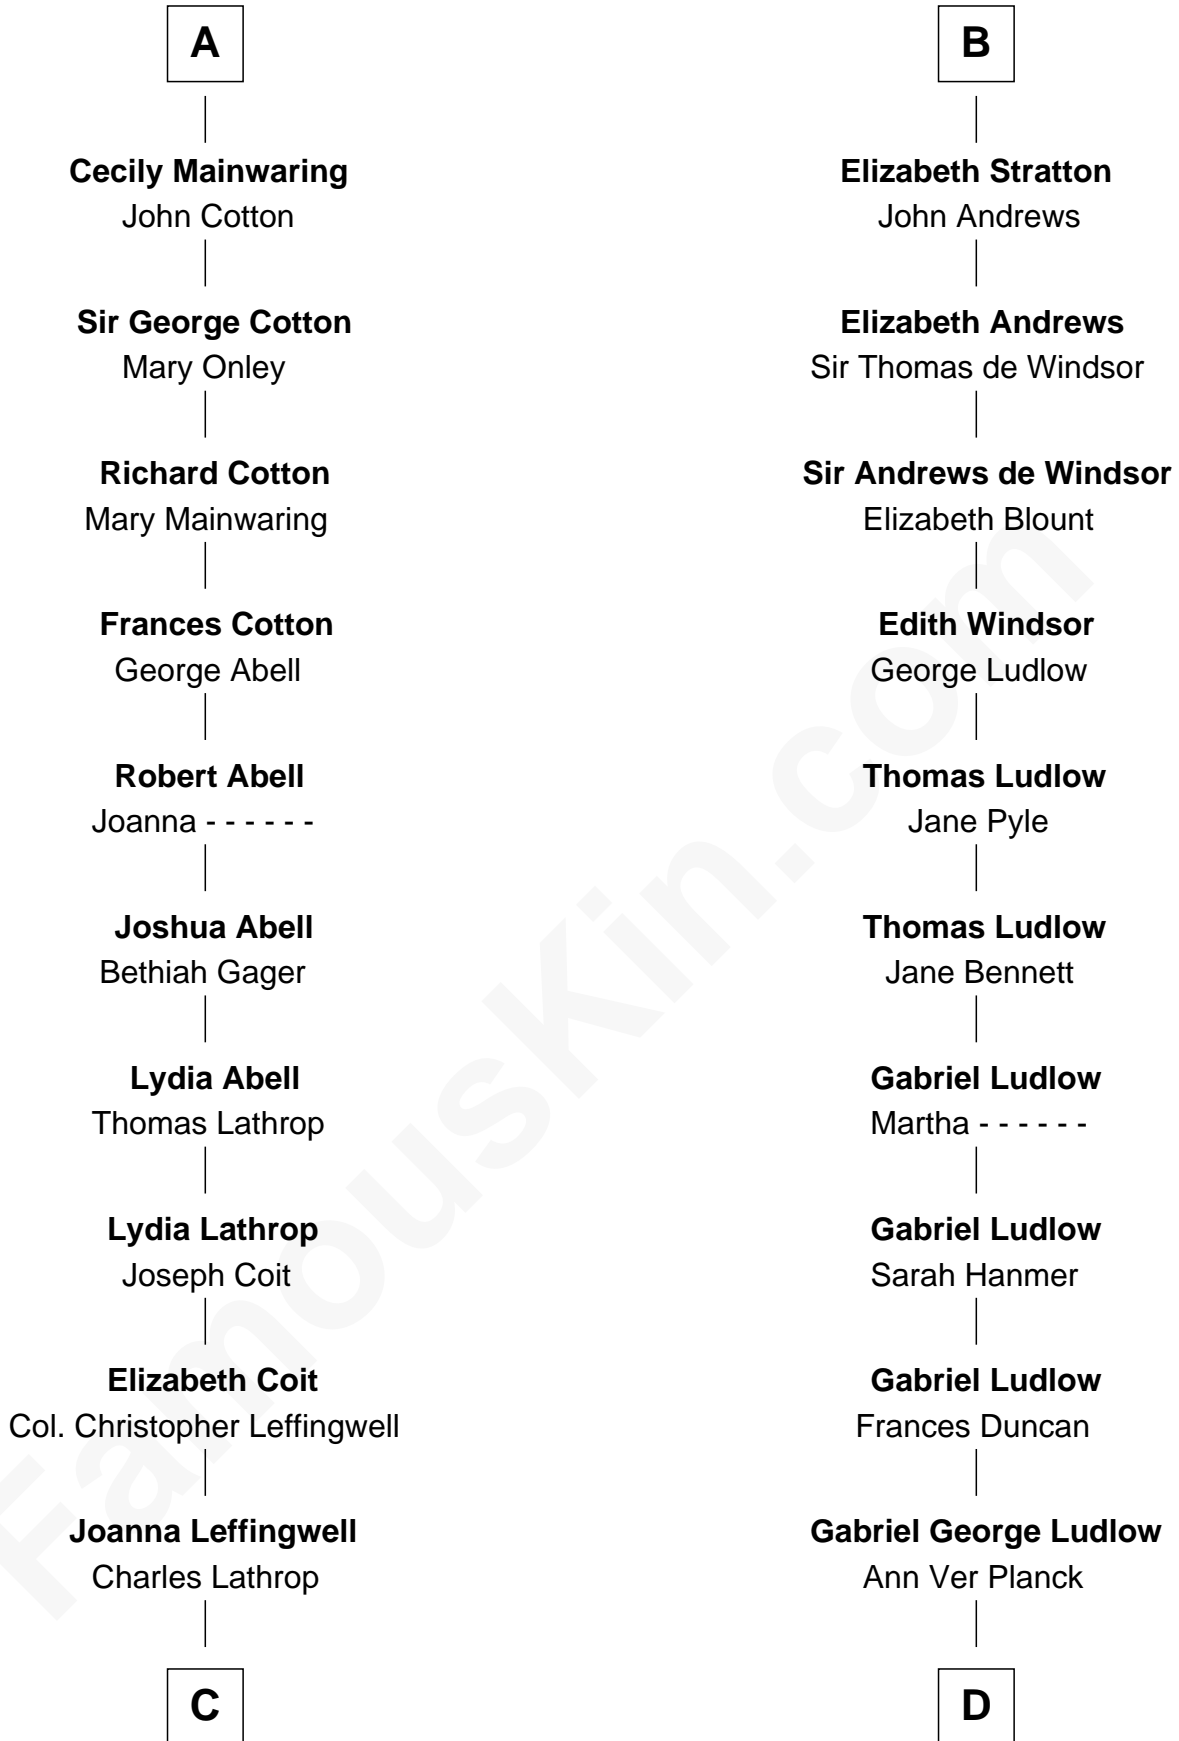 A
Cecily Mainwaring
John Cotton
Sir George Cotton
Mary Onley
Richard Cotton
Mary Mainwaring
Frances Cotton
George Abell
Robert Abell
Joanna - - - - - -
Joshua Abell
Bethiah Gager
Lydia Abell
Thomas Lathrop
Lydia Lathrop
Joseph Coit
Elizabeth Coit
Col. Christopher Leffingwell
Joanna Leffingwell
Charles Lathrop
C
B
Elizabeth Stratton
John Andrews
Elizabeth Andrews
Sir Thomas de Windsor
Sir Andrews de Windsor
Elizabeth Blount
Edith Windsor
George Ludlow
Thomas Ludlow
Jane Pyle
Thomas Ludlow
Jane Bennett
Gabriel Ludlow
Martha - - - - - -
Gabriel Ludlow
Sarah Hanmer
Gabriel Ludlow
Frances Duncan
Gabriel George Ludlow
Ann Ver Planck
D
FamousKin.com